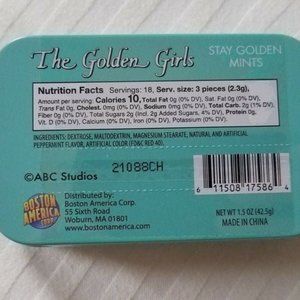 The Golden Girls
STAY GOLDEN
MINTS
Nutrition Facts Servings: 18, Serv. size: 3 pieces (2.3g),
Amount per serving: Calories 10, Total Fat 0g (0% DV), Sat. Fat 0g (0% DV),
Trans Fat 0g, Cholest. 0mg (0% DV), Sodium 0mg (0% DV), Total Carb. 2g (1% DV),
Fiber 0g (0% DV), Total Sugars 2g (Incl. 2g Added Sugars, 4% DV), Protein 0g,
Vit. D (0% DV), Calcium (0% DV), Iron (0% DV), Potassium (0% DV).
INGREDIENTS: DEXTROSE, MALTODEXTRIN, MAGNESIUM STEARATE, NATURAL AND ARTIFICIAL
PEPPERMINT FLAVOR, ARTIFICIAL COLOR (FD&C RED 40).
21088CH
©ABC Studios
6 11508 17586 4
BOSTON
AMERICA
CORP.
Distributed by:
Boston America Corp.
55 Sixth Road
Woburn, MA 01801
www.bostonamerica.com
NET WT 1.5 OZ (42.5g)
MADE IN CHINA